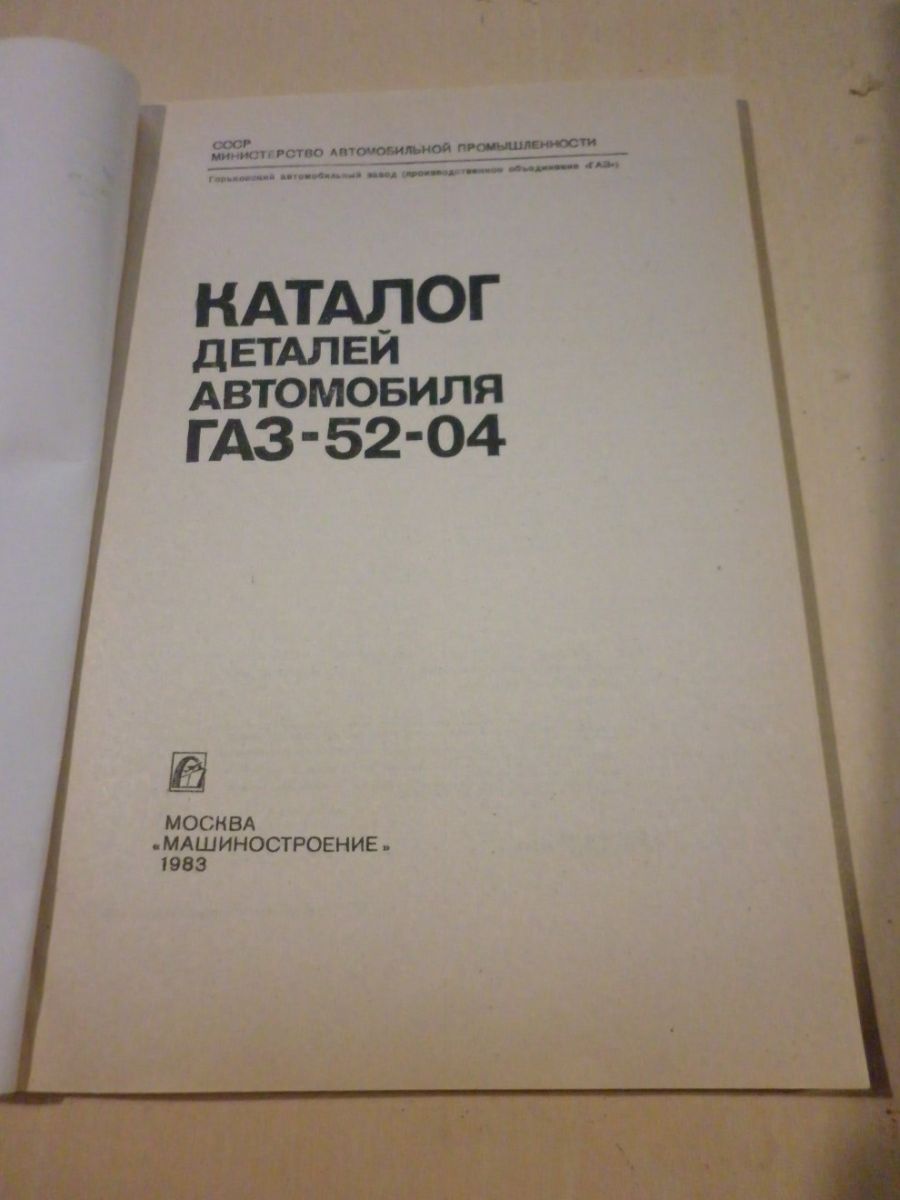 СССР
МИНИСТЕРСТВО АВТОМОБИЛЬНОЙ ПРОМЫШЛЕННОСТИ
Горьковский автомобильный завод (производственное объединение «ГАЗ»)
КАТАЛОГ
ДЕТАЛЕЙ
АВТОМОБИЛЯ
ГАЗ-52-04
МОСКВА
«МАШИНОСТРОЕНИЕ»
1983